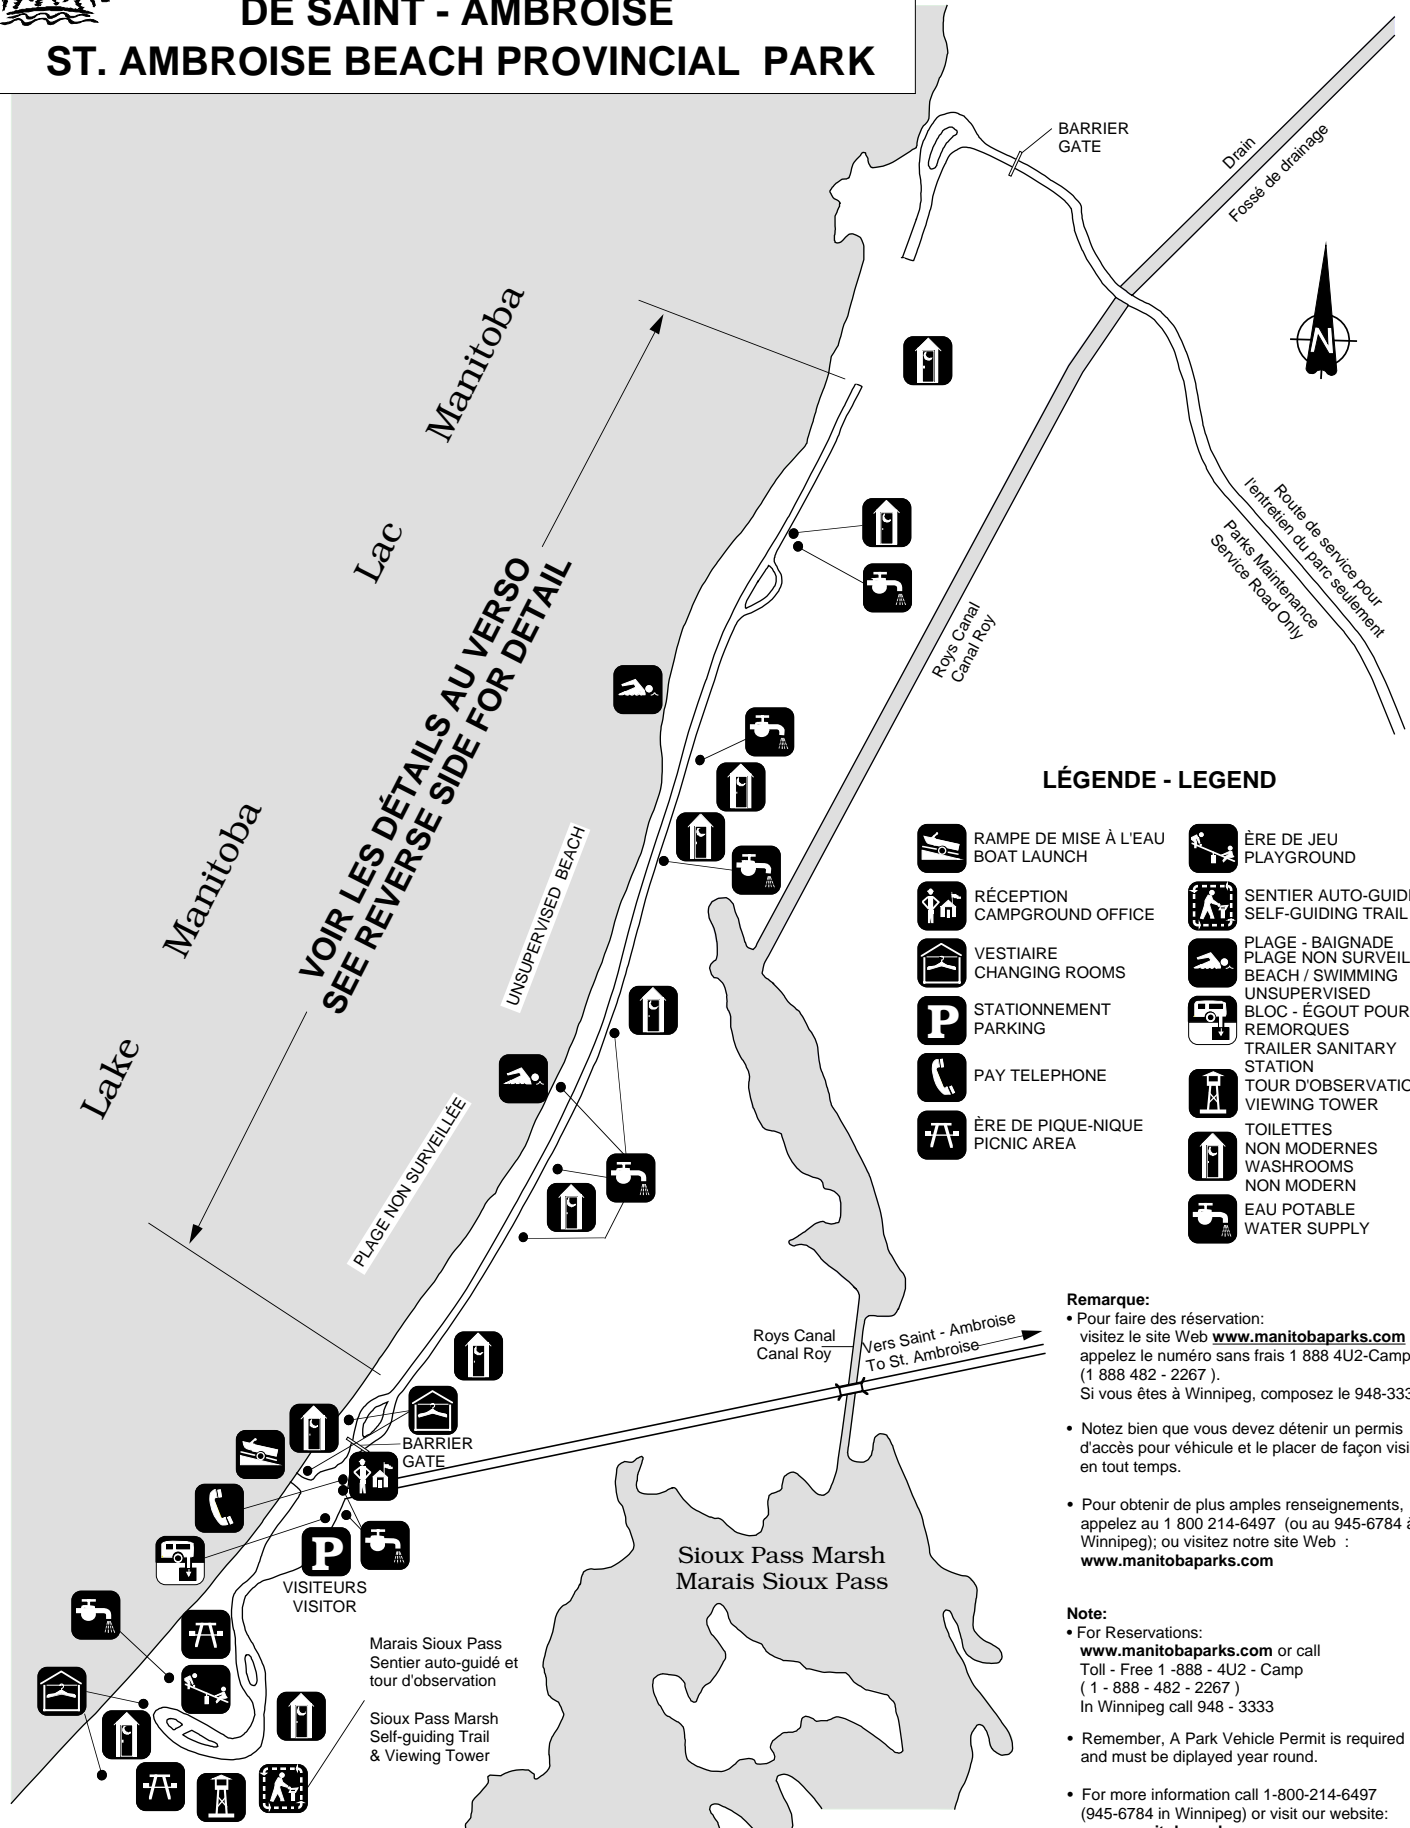 DE SAINT - AMBROISE
ST. AMBROISE BEACH PROVINCIAL PARK
BARRIER
GATE
Drain
Fossé de drainage
N
Lac Manitoba
Lake Manitoba
VOIR LES DÉTAILS AU VERSO
SEE REVERSE SIDE FOR DETAIL
Roys Canal
Canal Roy
Route de service pour
l'entretien du parc seulement
Parks Maintenance
Service Road Only
UNSUPERVISED BEACH
PLAGE NON SURVEILLÉE
LÉGENDE - LEGEND
RAMPE DE MISE À L'EAU
BOAT LAUNCH
RÉCEPTION
CAMPGROUND OFFICE
VESTIAIRE
CHANGING ROOMS
P
STATIONNEMENT
PARKING
PAY TELEPHONE
ÈRE DE PIQUE-NIQUE
PICNIC AREA
ÈRE DE JEU
PLAYGROUND
SENTIER AUTO-GUID
SELF-GUIDING TRAIL
PLAGE - BAIGNADE
PLAGE NON SURVEIL
BEACH / SWIMMING
UNSUPERVISED
BLOC - ÉGOUT POUR
REMORQUES
TRAILER SANITARY
STATION
TOUR D'OBSERVATIO
VIEWING TOWER
TOILETTES
NON MODERNES
WASHROOMS
NON MODERN
EAU POTABLE
WATER SUPPLY
Roys Canal
Canal Roy
Vers Saint - Ambroise
To St. Ambroise
BARRIER
GATE
P
VISITEURS
VISITOR
Sioux Pass Marsh
Marais Sioux Pass
Marais Sioux Pass
Sentier auto-guidé et
tour d'observation
Sioux Pass Marsh
Self-guiding Trail
& Viewing Tower
Remarque:
• Pour faire des réservation:
visitez le site Web www.manitobaparks.com
appelez le numéro sans frais 1 888 4U2-Camp
(1 888 482 - 2267 ).
Si vous êtes à Winnipeg, composez le 948-333
• Notez bien que vous devez détenir un permis
d'accès pour véhicule et le placer de façon visi
en tout temps.
• Pour obtenir de plus amples renseignements,
appelez au 1 800 214-6497 (ou au 945-6784 à
Winnipeg); ou visitez notre site Web :
www.manitobaparks.com
Note:
• For Reservations:
www.manitobaparks.com or call
Toll - Free 1 -888 - 4U2 - Camp
( 1 - 888 - 482 - 2267 )
In Winnipeg call 948 - 3333
• Remember, A Park Vehicle Permit is required
and must be diplayed year round.
• For more information call 1-800-214-6497
(945-6784 in Winnipeg) or visit our website: